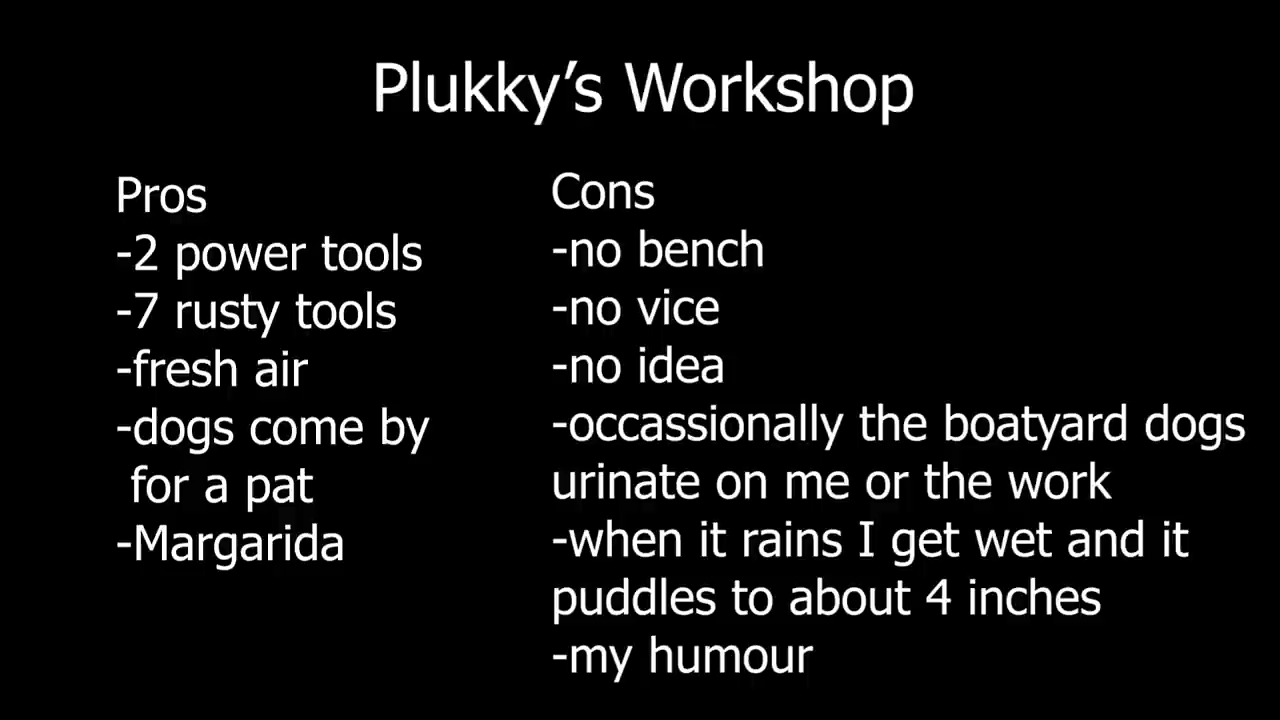 Plukky’s Workshop
Pros
-2 power tools
-7 rusty tools
-fresh air
-dogs come by
for a pat
-Margarida
Cons
-no bench
-no vice
-no idea
-occassionally the boatyard dogs
urinate on me or the work
-when it rains I get wet and it
puddles to about 4 inches
-my humour